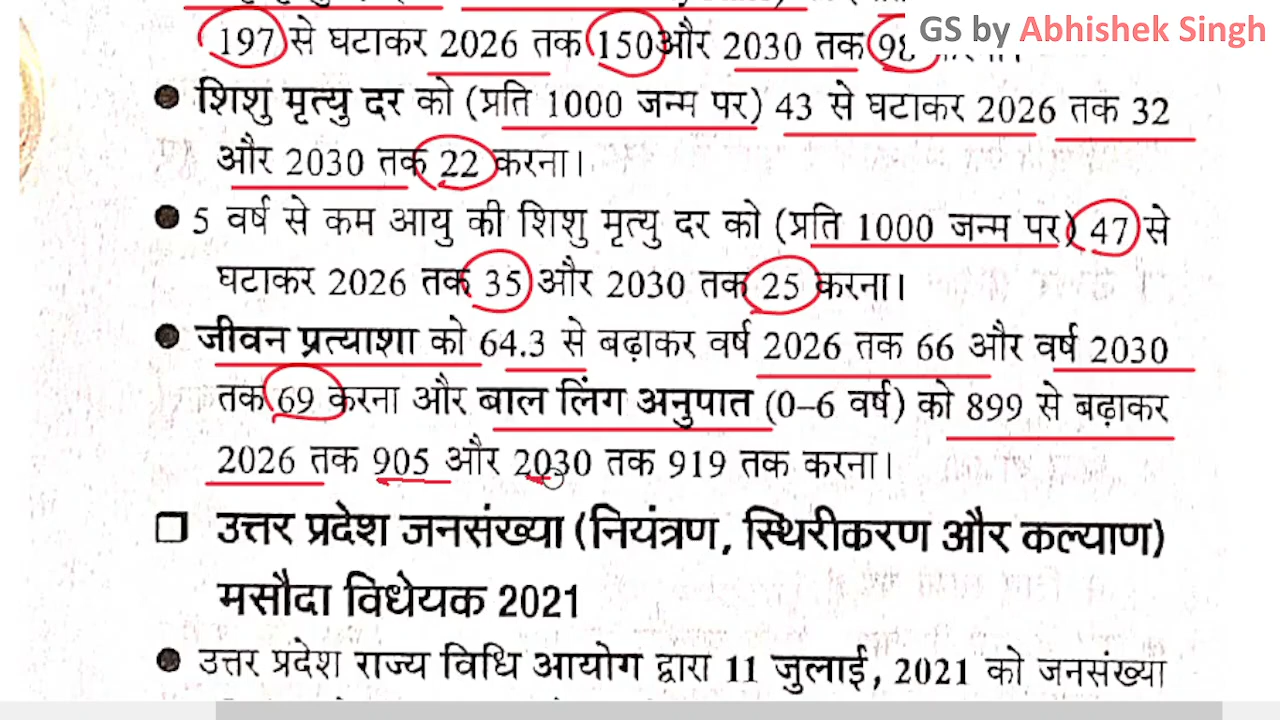 GS by Abhishek Singh
197 से घटाकर 2026 तक 150 और 2030 तक 98
● शिशु मृत्यु दर को (प्रति 1000 जन्म पर) 43 से घटाकर 2026 तक 32
और 2030 तक 22 करना।
● 5 वर्ष से कम आयु की शिशु मृत्यु दर को (प्रति 1000 जन्म पर) 47 से
घटाकर 2026 तक 35 और 2030 तक 25 करना।
● जीवन प्रत्याशा को 64.3 से बढ़ाकर वर्ष 2026 तक 66 और वर्ष 2030
तक 69 करना और बाल लिंग अनुपात (0–6 वर्ष) को 899 से बढ़ाकर
2026 तक 905 और 2030 तक 919 तक करना।
❒ उत्तर प्रदेश जनसंख्या (नियंत्रण, स्थिरीकरण और कल्याण)
मसौदा विधेयक 2021
● उत्तर प्रदेश राज्य विधि आयोग द्वारा 11 जुलाई, 2021 को जनसंख्या